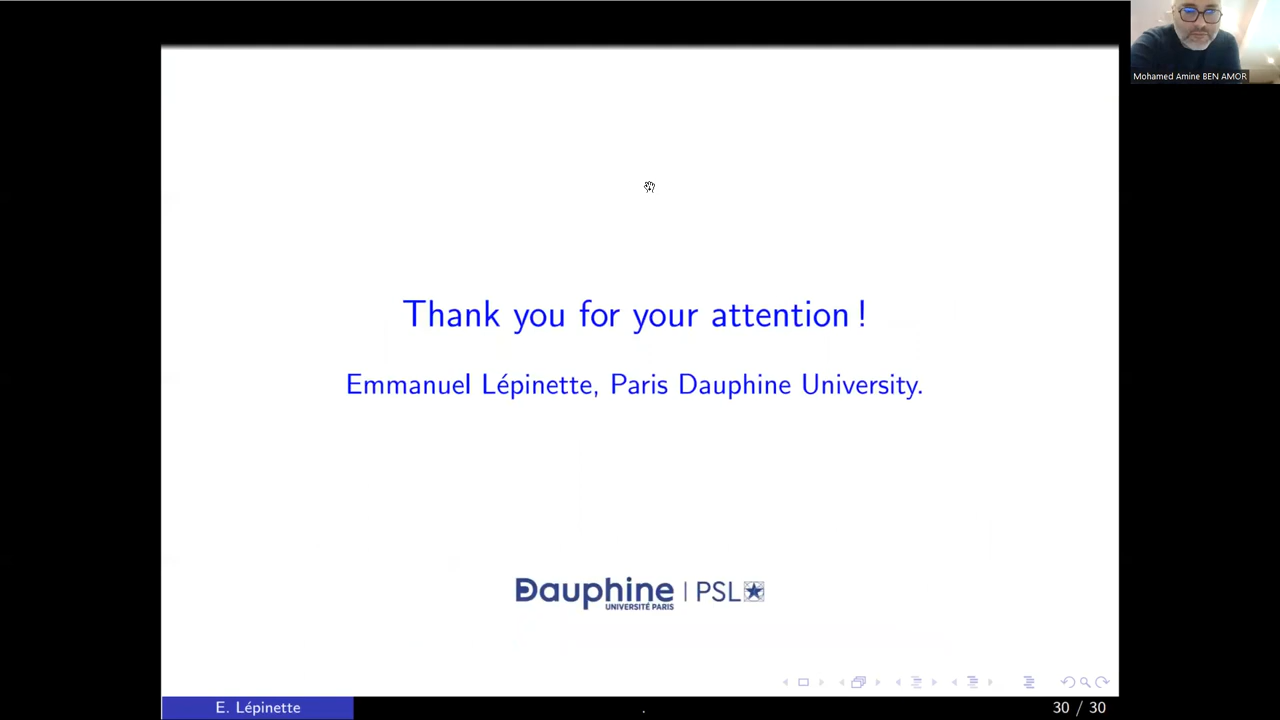 Mohamed Amine BEN AMOR
Thank you for your attention !
Emmanuel Lépinette, Paris Dauphine University.
Dauphine | PSL
UNIVERSITÉ PARIS
E. Lépinette
.
30 / 30